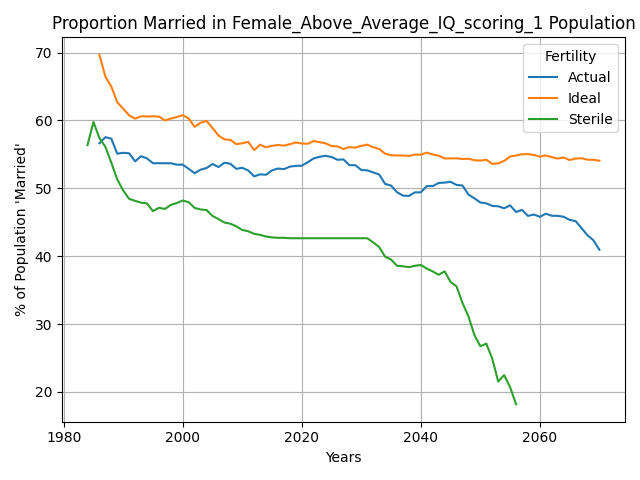 Proportion Married in Female_Above_Average_IQ_scoring_1 Population
Fertility
Actual
Ideal
Sterile
% of Population 'Married'
70
60
50
40
30
20
1980
2000
2020
2040
2060
Years